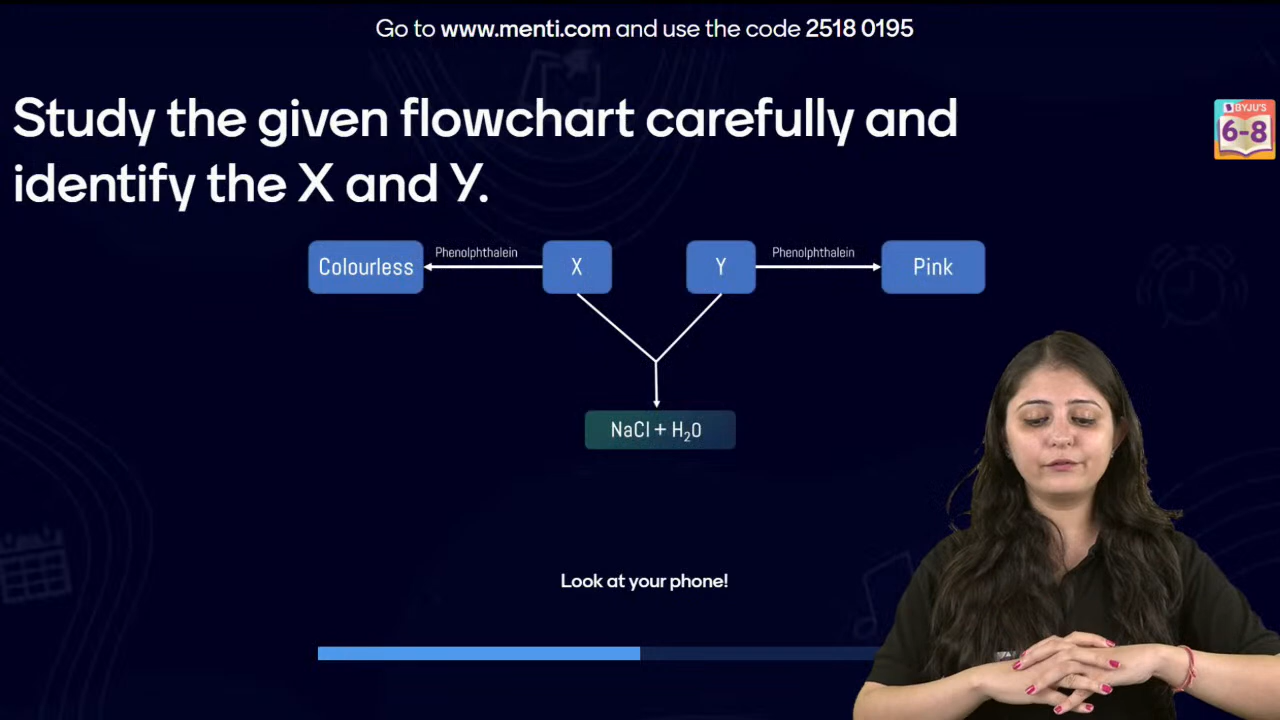 Go to www.menti.com and use the code 2518 0195
Study the given flowchart carefully and
identify the X and Y.
BYJU'S
6-8
Colourless
Phenolphthalein
X
Y
Phenolphthalein
Pink
NaCl + H₂O
Look at your phone!